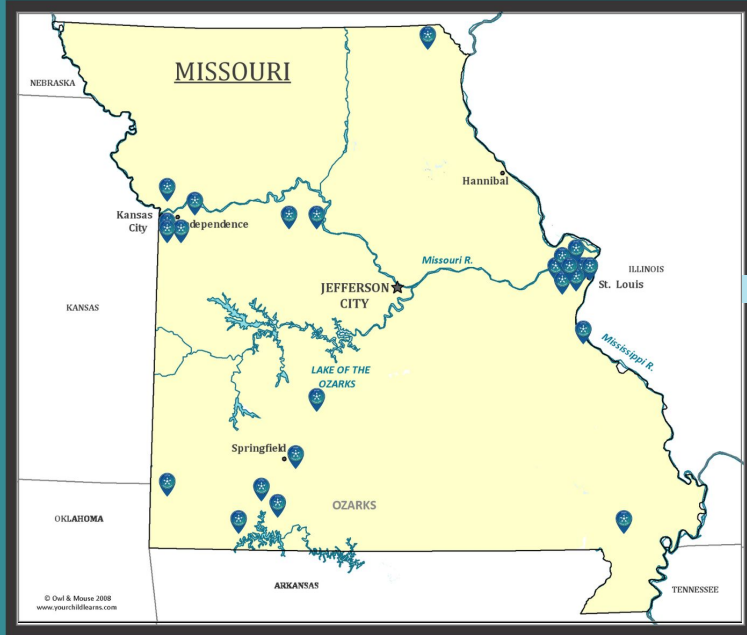 MISSOURI
NEBRASKA
Hannibal
Kansas
City
ndependence
Missouri R.
ILLINOIS
St. Louis
JEFFERSON
CITY
KANSAS
Mississippi R.
LAKE OF THE
OZARKS
Springfield
OZARKS
OKLAHOMA
ARKANSAS
TENNESSEE
© Owl & Mouse 2008
www.yourchildlearns.com